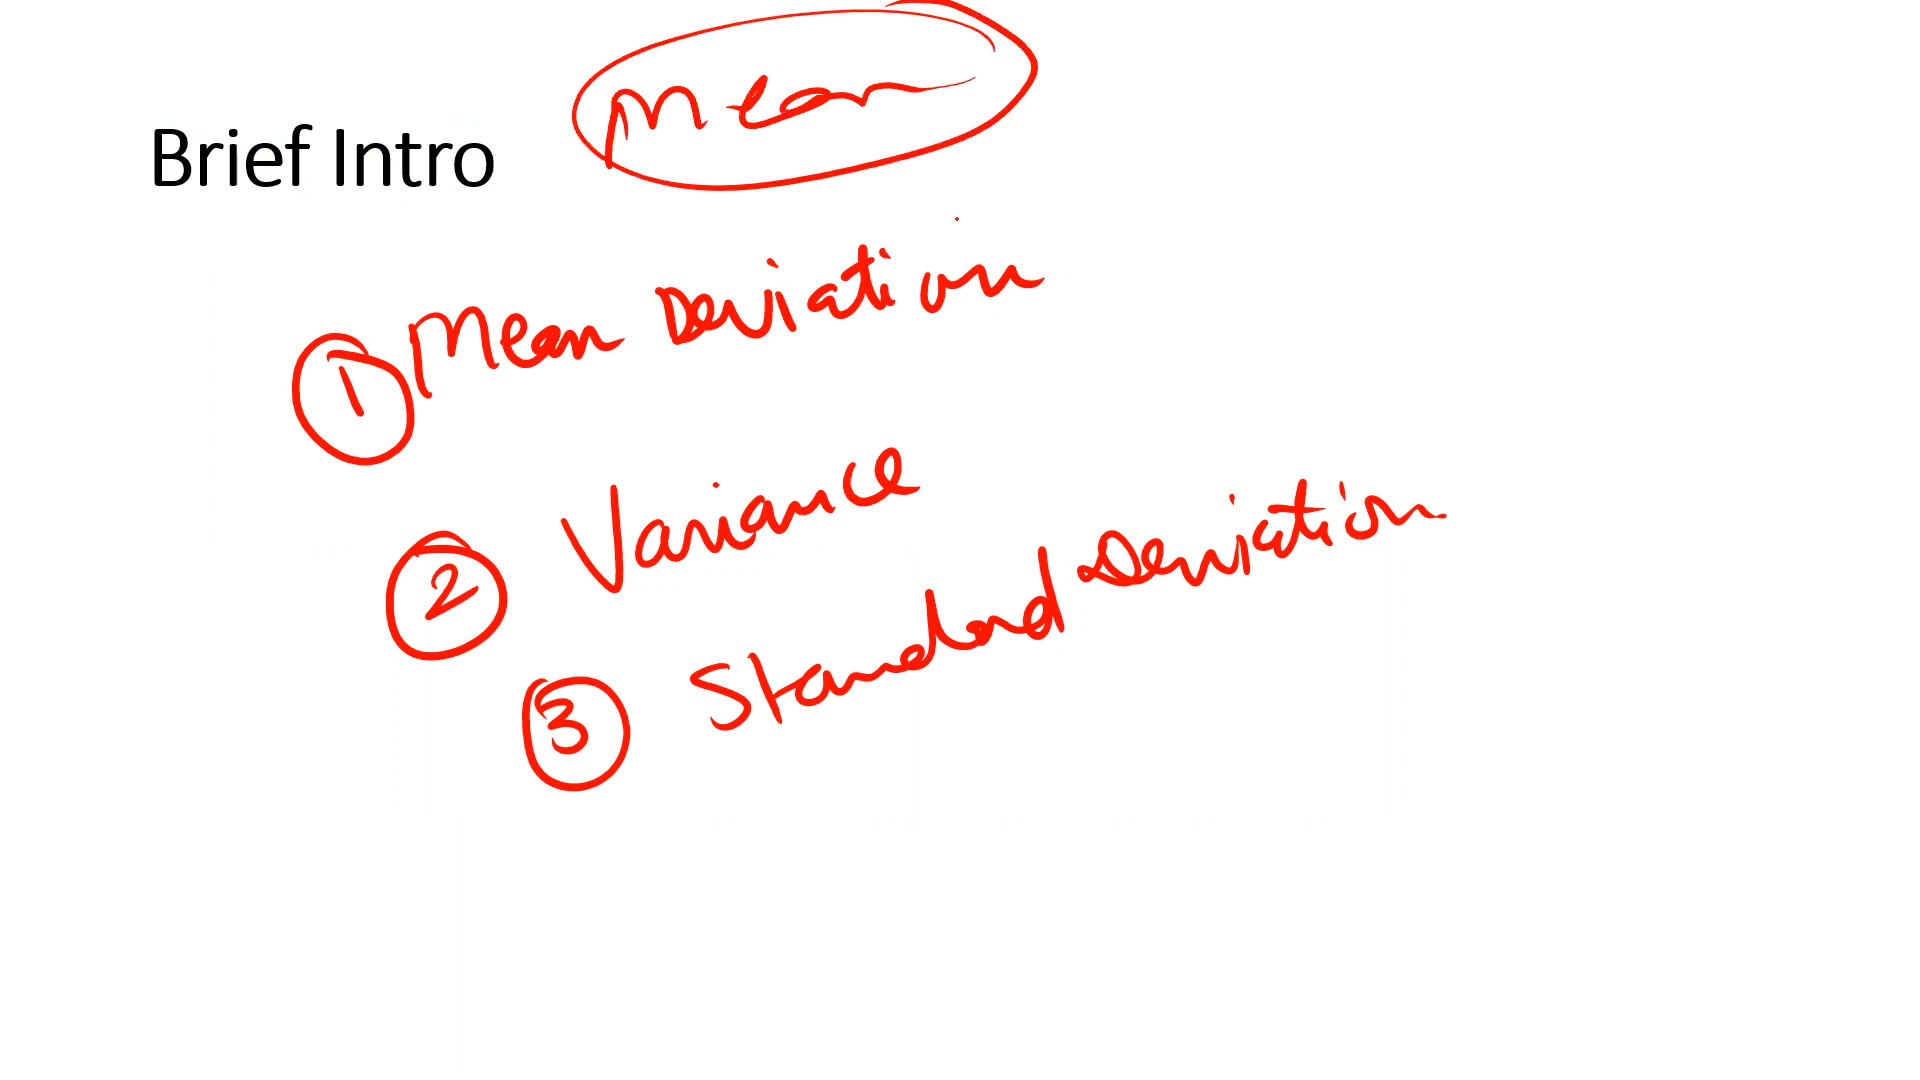 Mean
Brief Intro
1 Mean Deviation
2 Variance
3 Standard Deviation